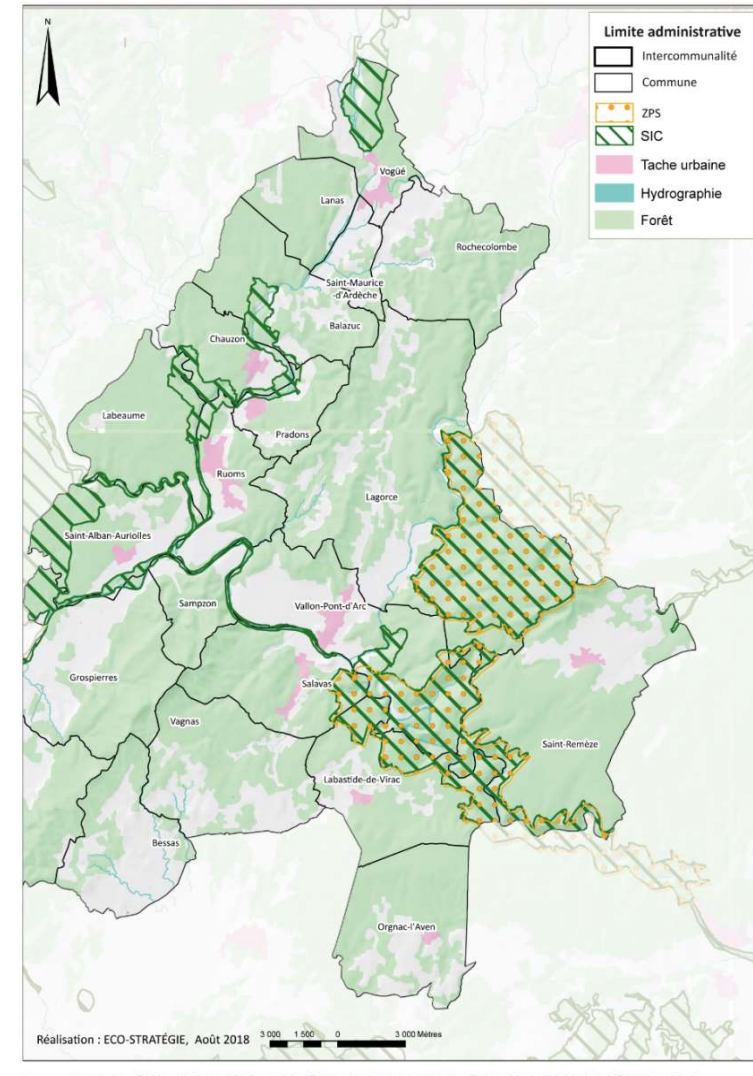 N
Limite administrative
Intercommunalité
Commune
ZPS
SIC
Tache urbaine
Hydrographie
Forêt
Vogüé
Lanas
Rochecolombe
Saint-Maurice
-d'Ardèche
Balazuc
Chauzon
Labeaume
Pradons
Ruoms
Lagorce
Saint-Alban-Auriolles
Sampzon
Vallon-Pont-d'Arc
Grospierres
Salavas
Saint-Remèze
Vagnas
Labastide-de-Virac
Bessas
Orgnac-l'Aven
Réalisation : ECO-STRATÉGIE, Août 2018
3 000 1 500 0 3 000 Mètres